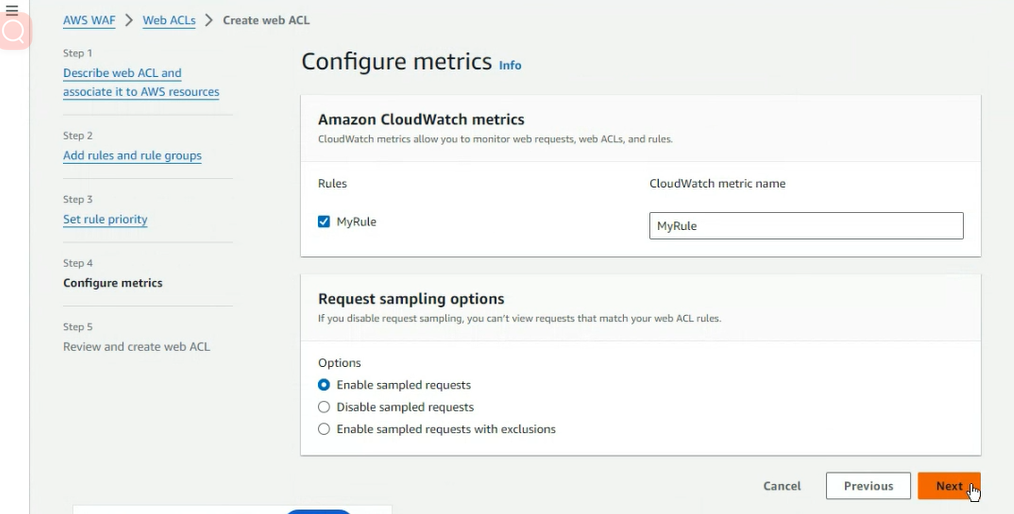 AWS WAF > Web ACLs > Create web ACL
Step 1
Describe web ACL and
associate it to AWS resources
Step 2
Add rules and rule groups
Step 3
Set rule priority
Step 4
Configure metrics
Step 5
Review and create web ACL
Configure metrics Info
Amazon CloudWatch metrics
CloudWatch metrics allow you to monitor web requests, web ACLs, and rules.
Rules
CloudWatch metric name
MyRule
MyRule
Request sampling options
If you disable request sampling, you can't view requests that match your web ACL rules.
Options
Enable sampled requests
Disable sampled requests
Enable sampled requests with exclusions
Cancel
Previous
Next